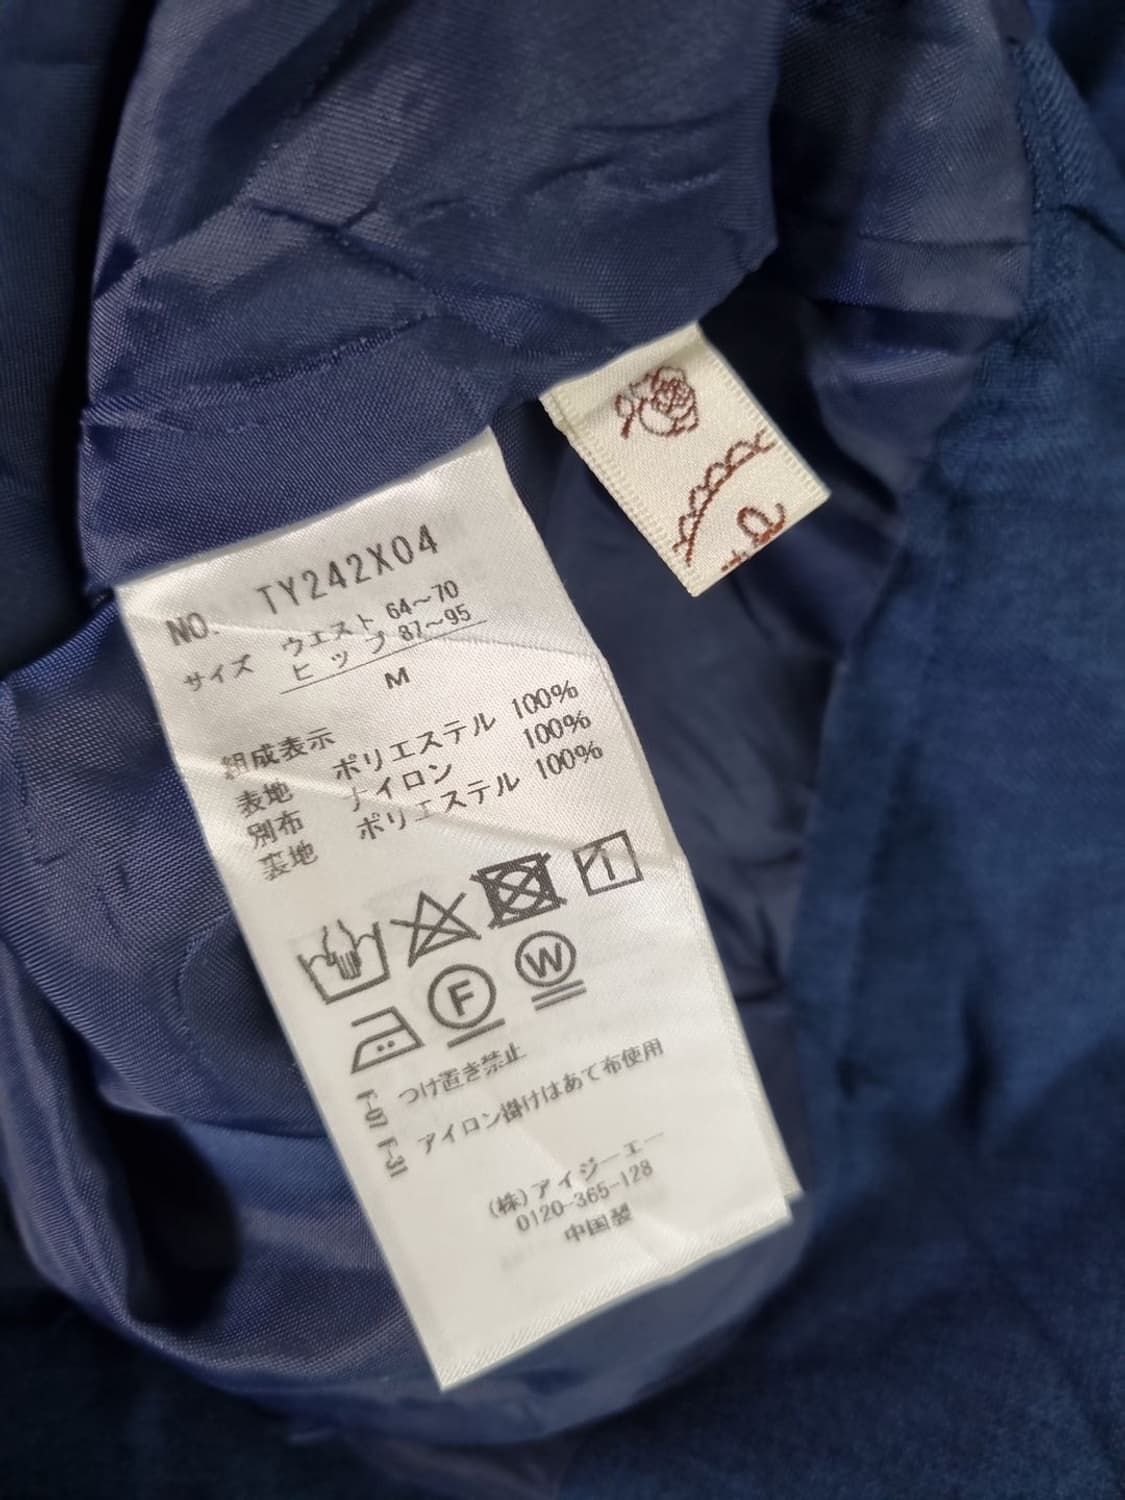 NO. TY242X04
サイズ ウエスト 64～70
ヒップ 87～95
M
組成表示
表地 ポリエステル 100%
別布 ナイロン 100%
裏地 ポリエステル 100%
F
W
F-07 つけ置き禁止
F-31 アイロン掛けはあて布使用
(株)アイジーエー
0120-365-128
中国製